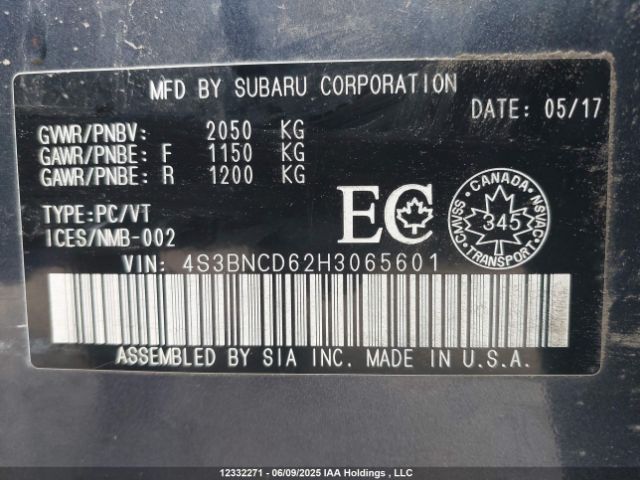 MFD BY SUBARU CORPORATION
DATE: 05/17
GVWR/PNBV: 2050 KG
GAWR/PNBE: F 1150 KG
GAWR/PNBE: R 1200 KG
TYPE:PC/VT
ICES/NMB-002
EC
CANADA
CMVSS 345 NSVAC
TRANSPORT
VIN: 4S3BNCD62H3065601
ASSEMBLED BY SIA INC. MADE IN U.S.A.
12332271 - 06/09/2025 IAA Holdings , LLC